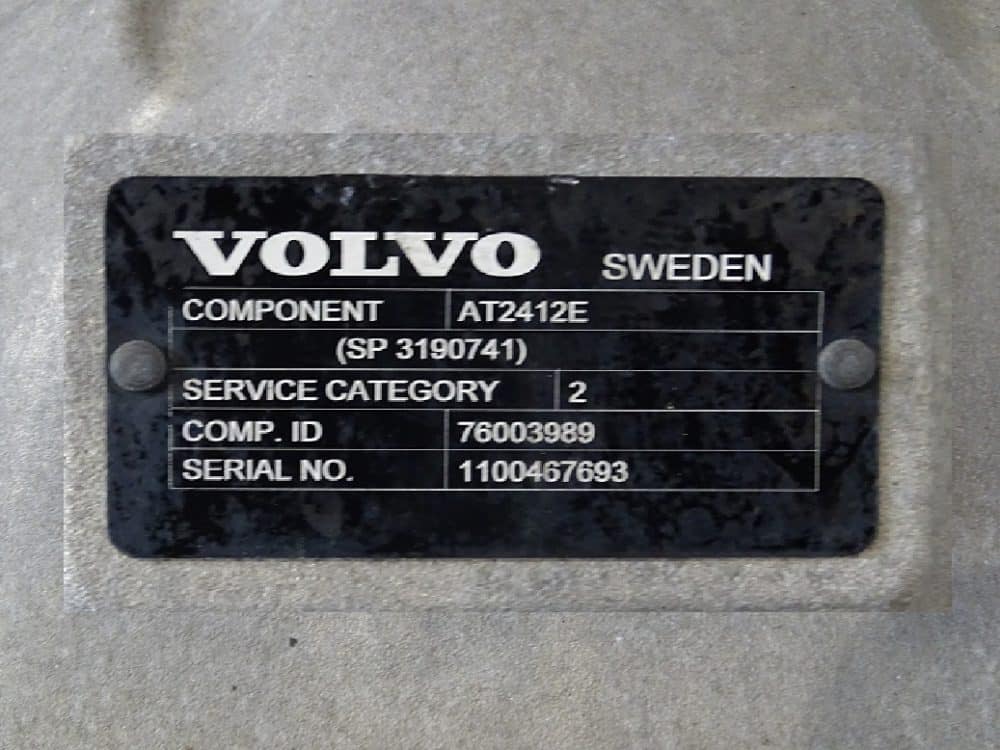 VOLVO SWEDEN
COMPONENT AT2412E
(SP 3190741)
SERVICE CATEGORY 2
COMP. ID 76003989
SERIAL NO. 1100467693